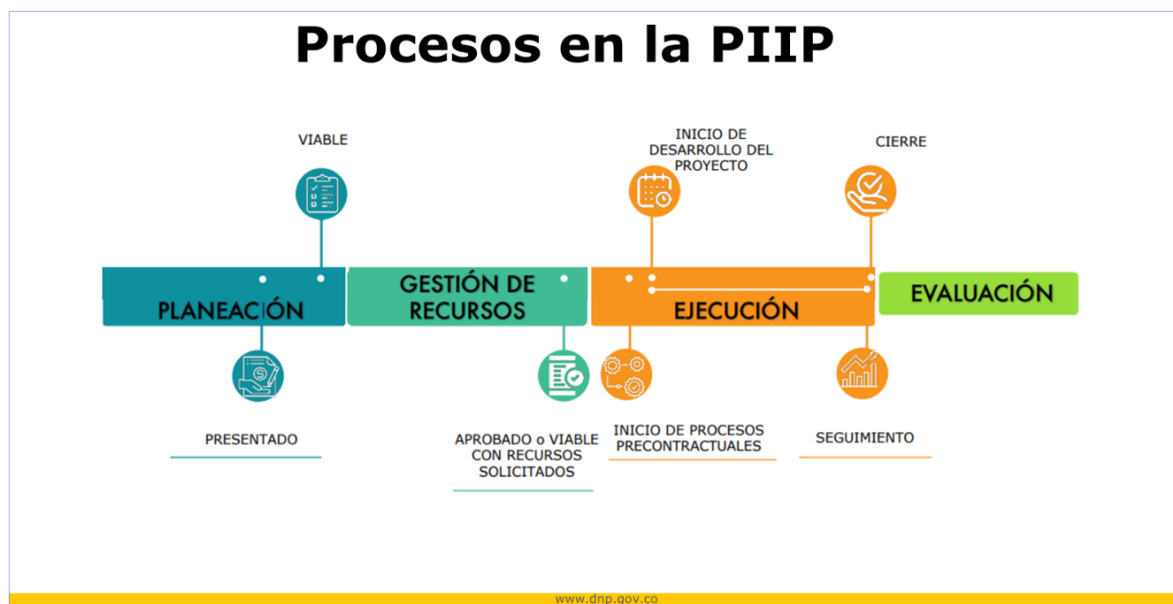 Procesos en la PIIP
VIABLE
INICIO DE
DESARROLLO DEL
PROYECTO
CIERRE
PLANEACIÓN
GESTIÓN DE
RECURSOS
EJECUCIÓN
EVALUACIÓN
PRESENTADO
APROBADO o VIABLE
CON RECURSOS
SOLICITADOS
INICIO DE PROCESOS
PRECONTRACTUALES
SEGUIMIENTO
www.dnp.gov.co